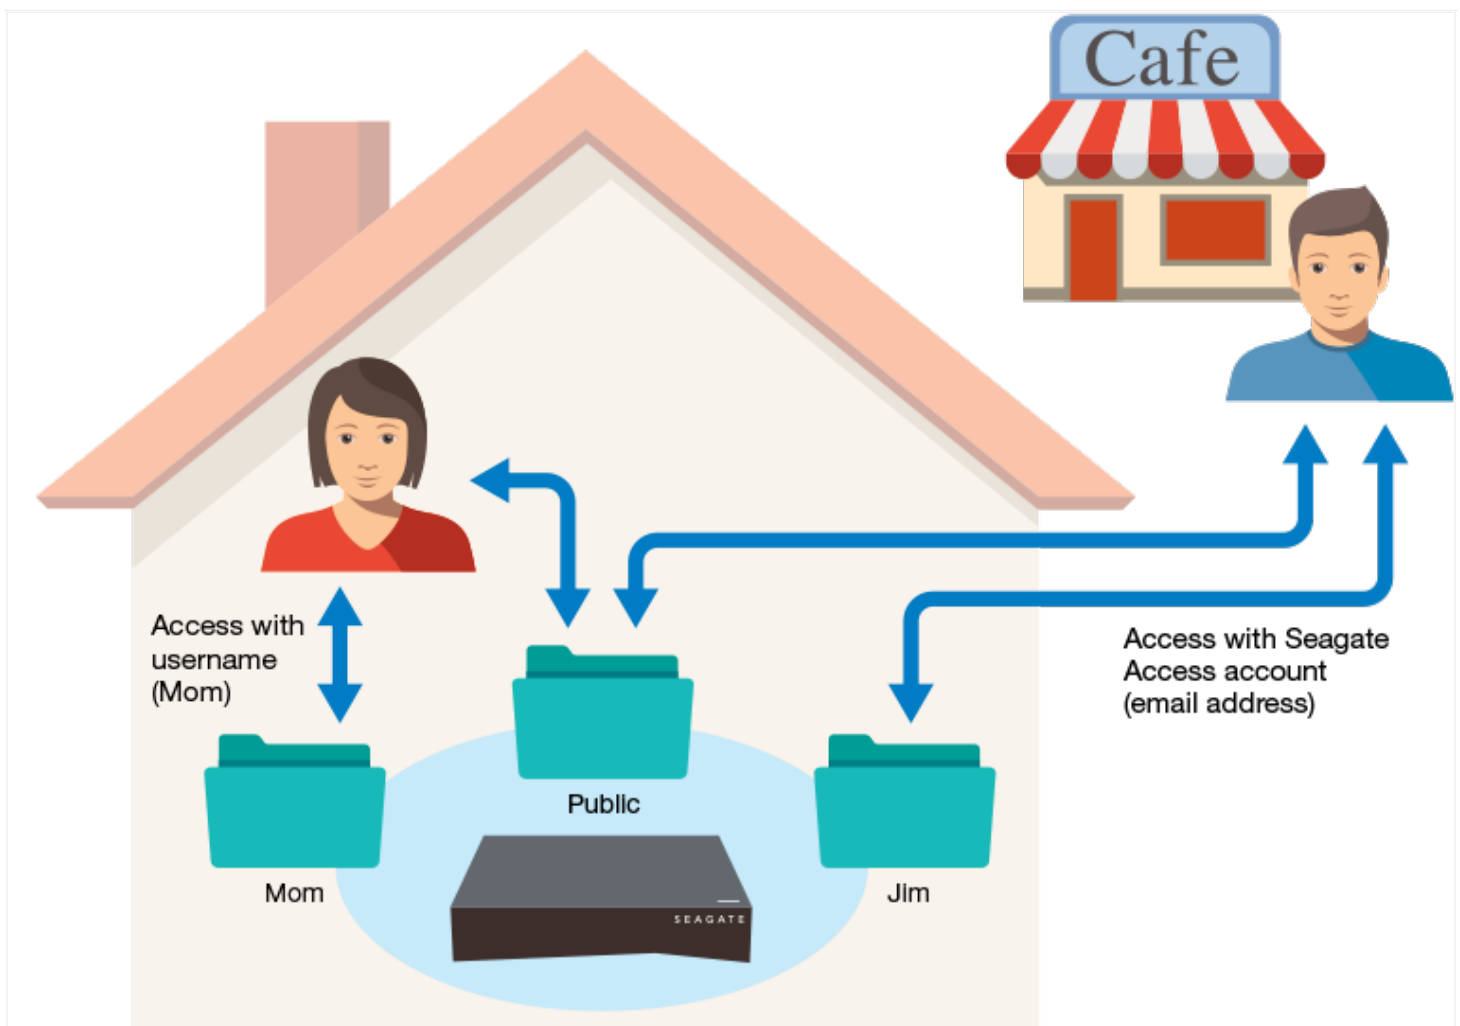 Cafe
Access with
username
(Mom)
Access with Seagate
Access account
(email address)
Public
Mom
Jim
SEAGATE